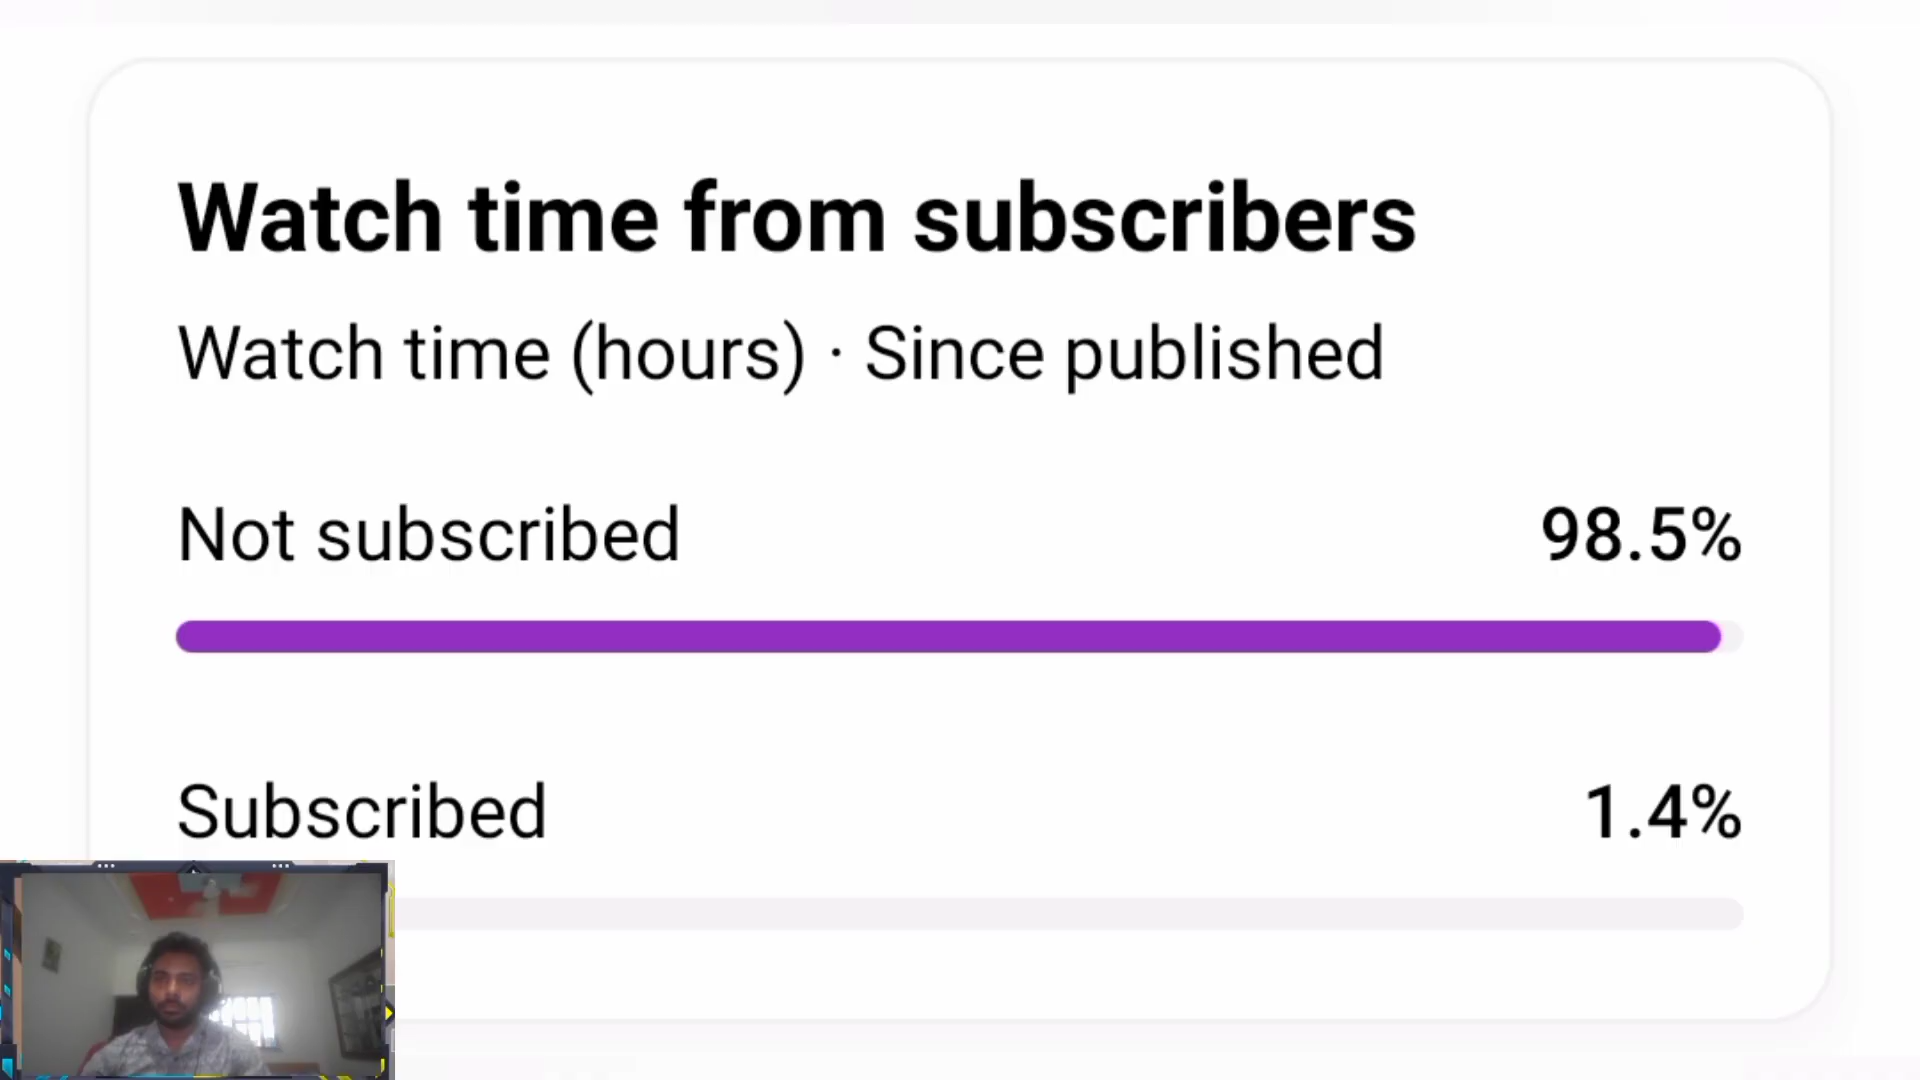 Watch time from subscribers
Watch time (hours) · Since published
Not subscribed 98.5%
Subscribed 1.4%